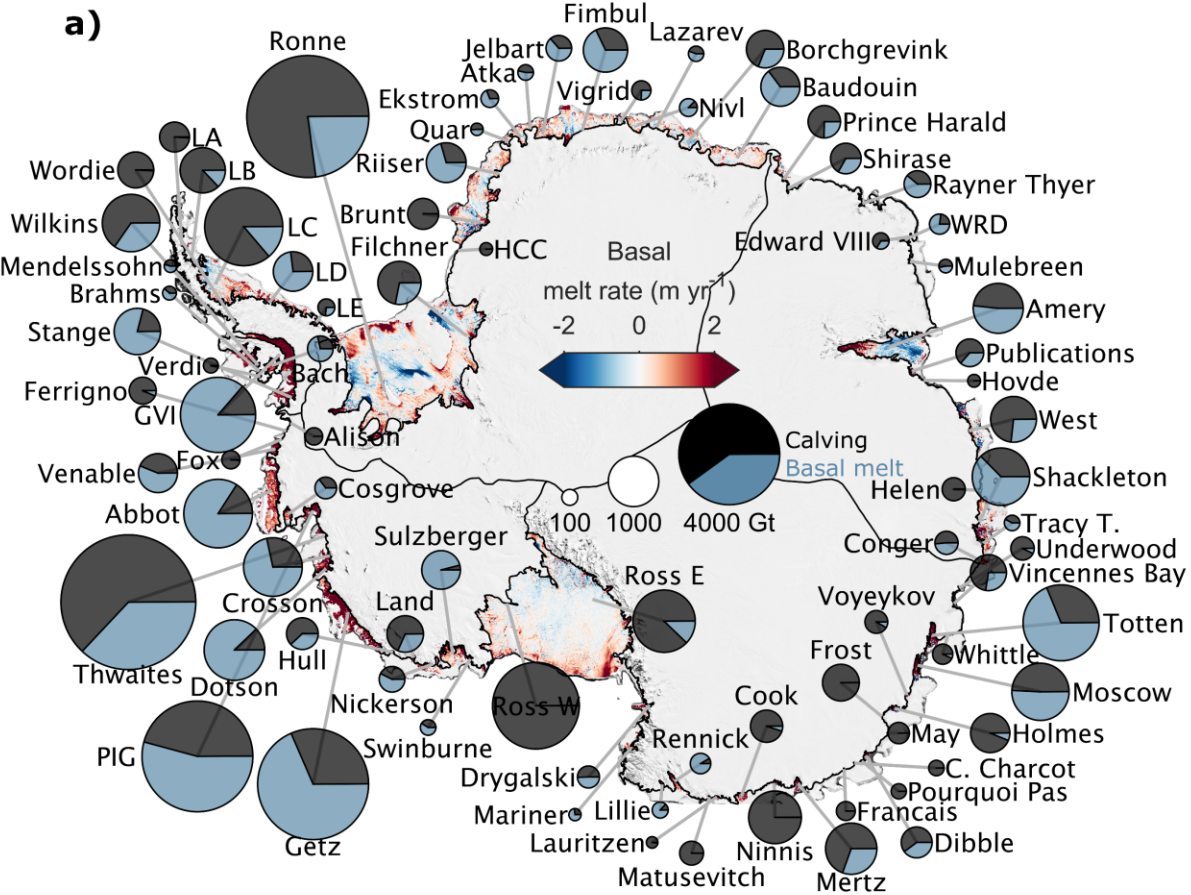 a)
Ronne
Fimbul
Jelbart
Lazarev
Borchgrevink
Atka
Vigrid
Baudouin
Ekstrom
Nivl
Quar
Prince Harald
LA
Wordie
LB
Riiser
Shirase
Rayner Thyer
Wilkins
LC
Brunt
WRD
Filchner
HCC
Edward VIII
Basal
melt rate (m yr⁻¹)
-2 0 2
Mendelssohn
LD
Mulebreen
Brahms
LE
Amery
Stange
Publications
Verdi
Bach
Hovde
Ferrigno
GVI
West
Alison
Calving
Basal melt
100 1000 4000 Gt
Venable
Fox
Shackleton
Helen
Cosgrove
Abbot
Tracy T.
Sulzberger
Conger
Underwood
Vincennes Bay
Ross E
Crosson
Land
Voyeykov
Totten
Hull
Whittle
Thwaites
Frost
Dotson
Moscow
Nickerson
Ross W
Cook
May
Holmes
PIG
Swinburne
Rennick
Drygalski
C. Charcot
Pourquoi Pas
Mariner
Lillie
Francais
Lauritzen
Dibble
Getz
Ninnis
Matusevitch
Mertz